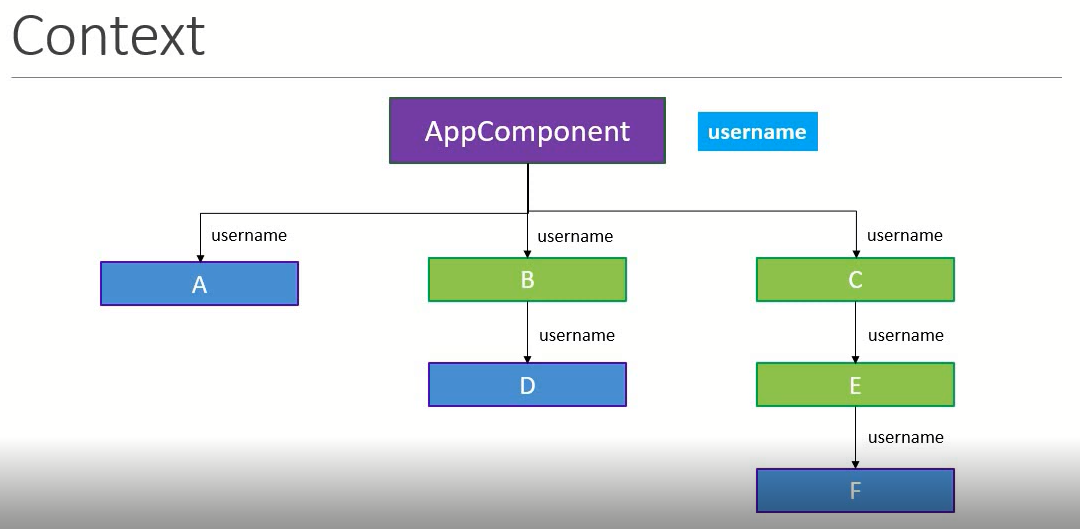 Context
AppComponent
username
username
username
username
A
B
C
username
username
D
E
username
F